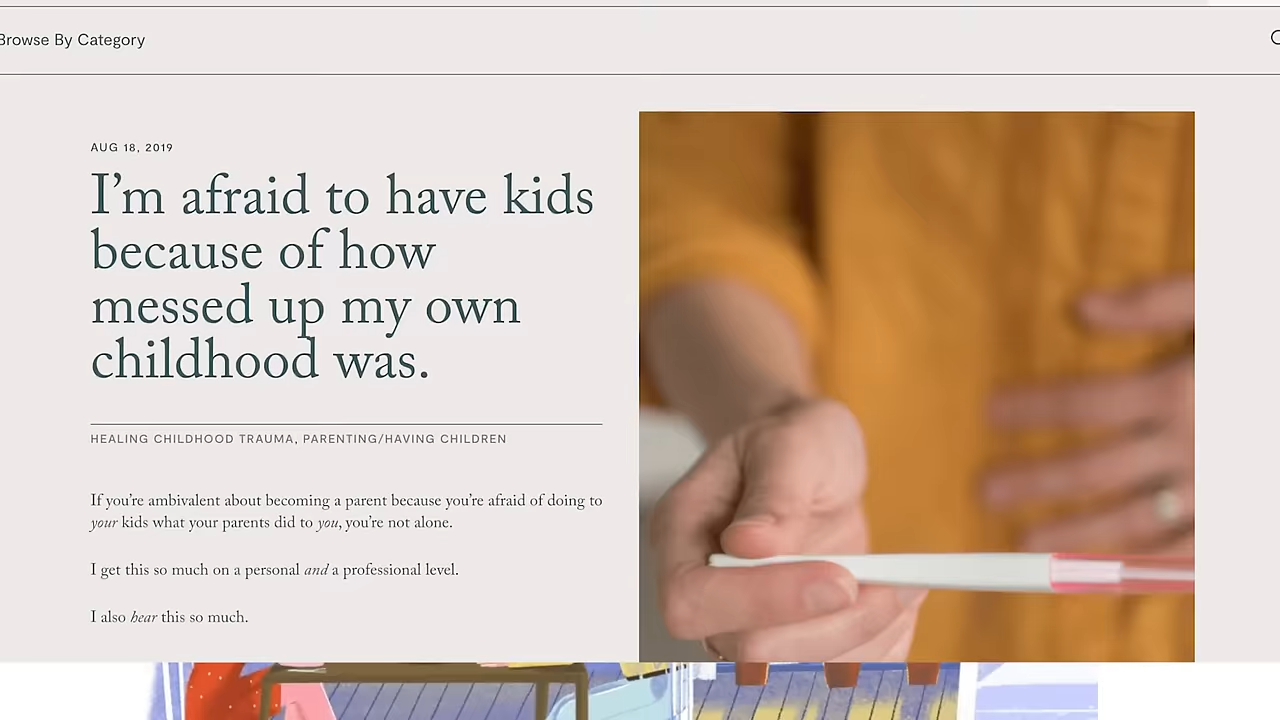 Browse By Category
AUG 18, 2019
I’m afraid to have kids
because of how
messed up my own
childhood was.
HEALING CHILDHOOD TRAUMA, PARENTING/HAVING CHILDREN
If you’re ambivalent about becoming a parent because you’re afraid of doing to
your kids what your parents did to you, you’re not alone.
I get this so much on a personal and a professional level.
I also hear this so much.